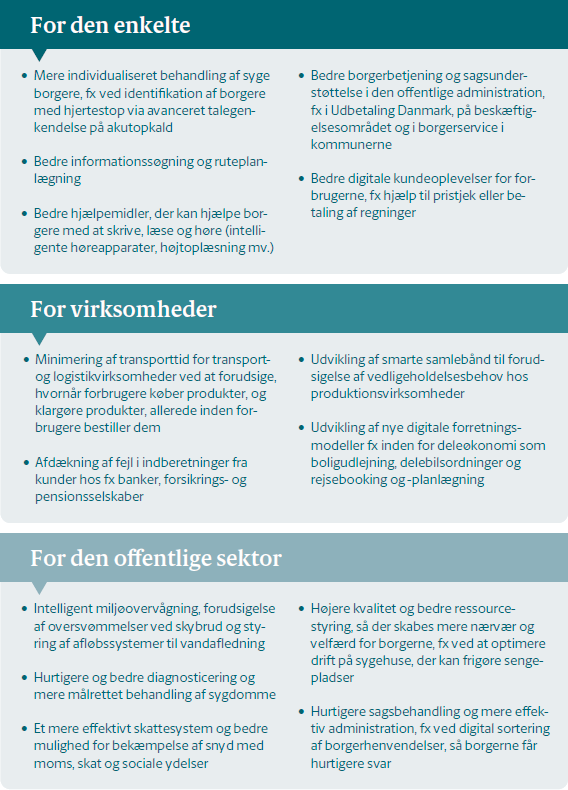 For den enkelte
• Mere individualiseret behandling af syge
borgere, fx ved identifikation af borgere
med hjertestop via avanceret talegen-
kendelse på akutopkald
• Bedre informationssøgning og ruteplan-
lægning
• Bedre hjælpemidler, der kan hjælpe bor-
gere med at skrive, læse og høre (intelli-
gente høreapparater, højtoplæsning mv.)
• Bedre borgerbetjening og sagsunder-
støttelse i den offentlige administration,
fx i Udbetaling Danmark, på beskæftig-
elsesområdet og i borgerservice i
kommunerne
• Bedre digitale kundeoplevelser for for-
brugerne, fx hjælp til pristjek eller be-
taling af regninger
For virksomheder
• Minimering af transporttid for transport-
og logistikvirksomheder ved at forudsige,
hvornår forbrugere køber produkter, og
klargøre produkter, allerede inden for-
brugere bestiller dem
• Afdækning af fejl i indberetninger fra
kunder hos fx banker, forsikrings- og
pensionsselskaber
• Udvikling af smarte samlebånd til forud-
sigelse af vedligeholdelsesbehov hos
produktionsvirksomheder
• Udvikling af nye digitale forretnings-
modeller fx inden for deleøkonomi som
boligudlejning, delebilsordninger og
rejsebooking og -planlægning
For den offentlige sektor
• Intelligent miljøovervågning, forudsigelse
af oversvømmelser ved skybrud og sty-
ring af afløbssystemer til vandafledning
• Hurtigere og bedre diagnosticering og
mere målrettet behandling af sygdomme
• Et mere effektivt skattesystem og bedre
mulighed for bekæmpelse af snyd med
moms, skat og sociale ydelser
• Højere kvalitet og bedre ressource-
styring, så der skabes mere nærvær og
velfærd for borgerne, fx ved at optimere
drift på sygehuse, der kan frigøre senge-
pladser
• Hurtigere sagsbehandling og mere effek-
tiv administration, fx ved digital sortering
af borgerhenvendelser, så borgerne får
hurtigere svar